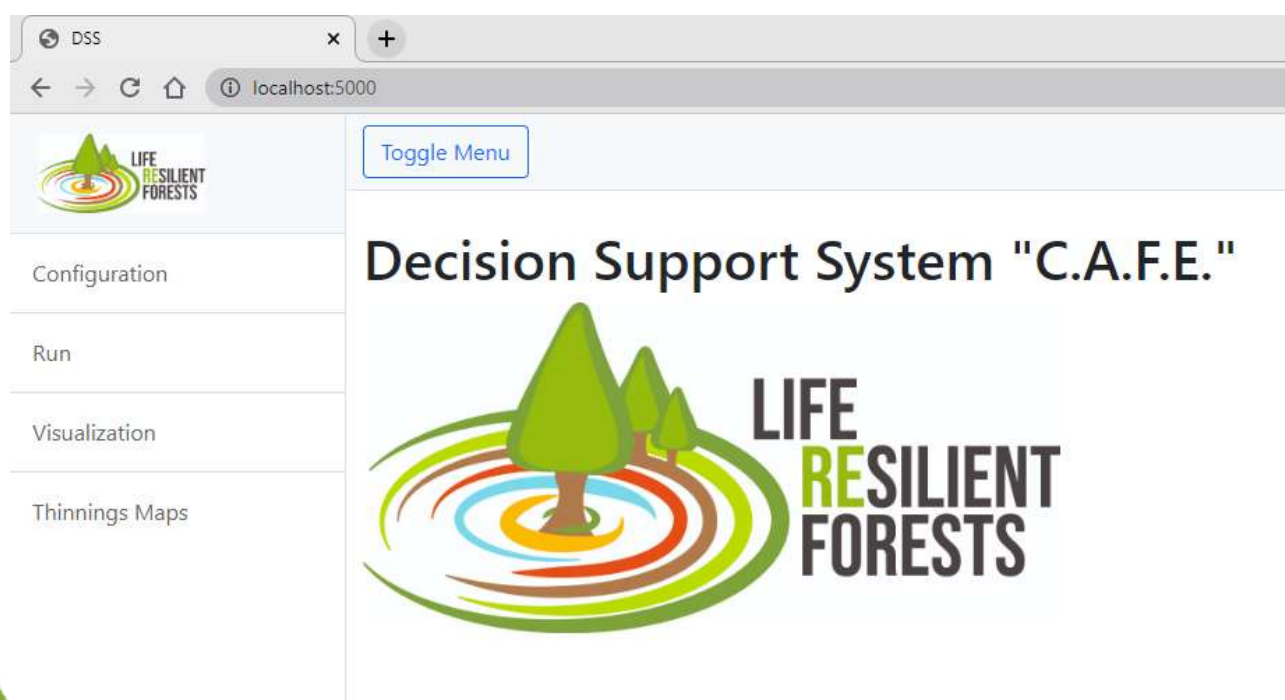 DSS
localhost:5000
LIFE
RESILIENT
FORESTS
Toggle Menu
Configuration
Run
Visualization
Thinnings Maps
Decision Support System "C.A.F.E."
LIFE
RESILIENT
FORESTS